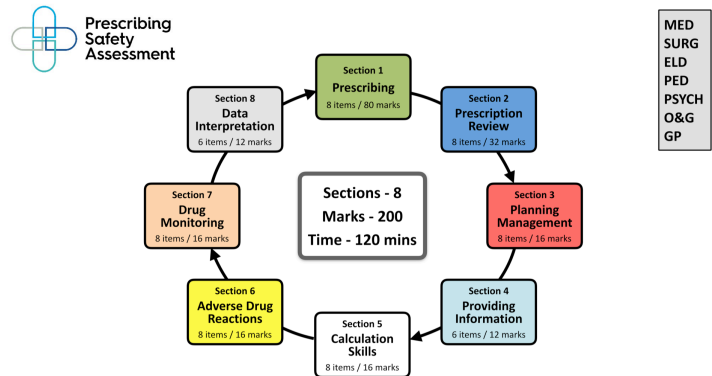 Prescribing
Safety
Assessment
MED
SURG
ELD
PED
PSYCH
O&G
GP
Section 1
Prescribing
8 items / 80 marks
Section 2
Prescription
Review
8 items / 32 marks
Section 3
Planning
Management
8 items / 16 marks
Section 4
Providing
Information
6 items / 12 marks
Section 5
Calculation
Skills
8 items / 16 marks
Section 6
Adverse Drug
Reactions
8 items / 16 marks
Section 7
Drug
Monitoring
8 items / 16 marks
Section 8
Data
Interpretation
6 items / 12 marks
Sections - 8
Marks - 200
Time - 120 mins